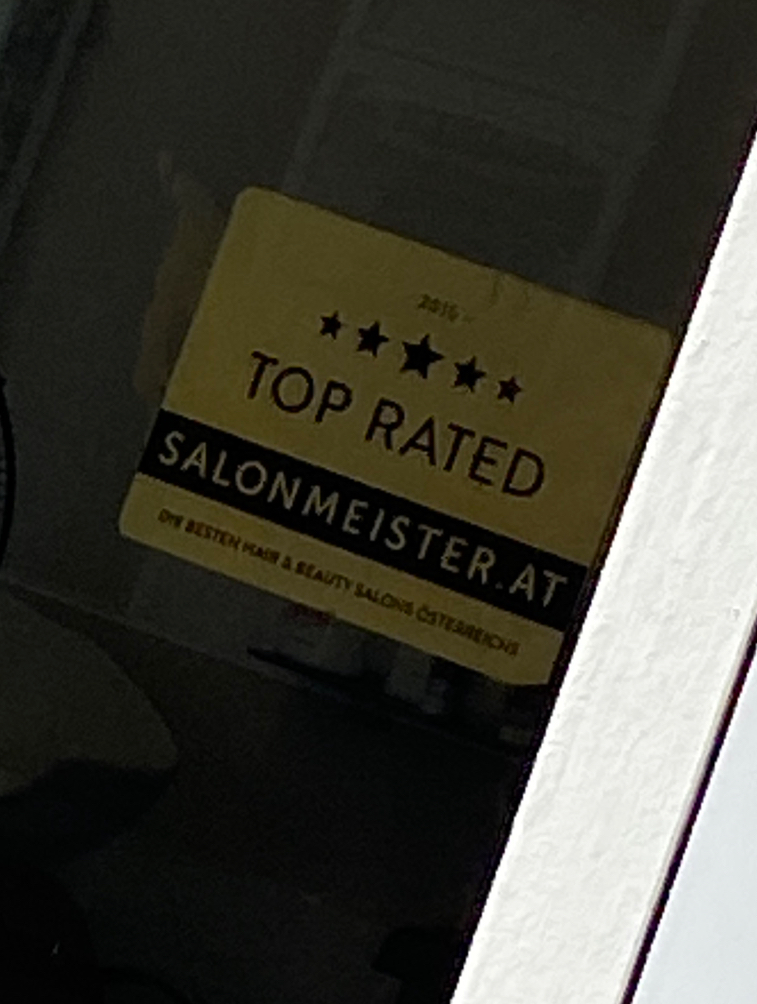 ★★★★★
TOP RATED
SALONMEISTER.AT
DIE BESTEN HAIR & BEAUTY SALONS ÖSTERREICHS